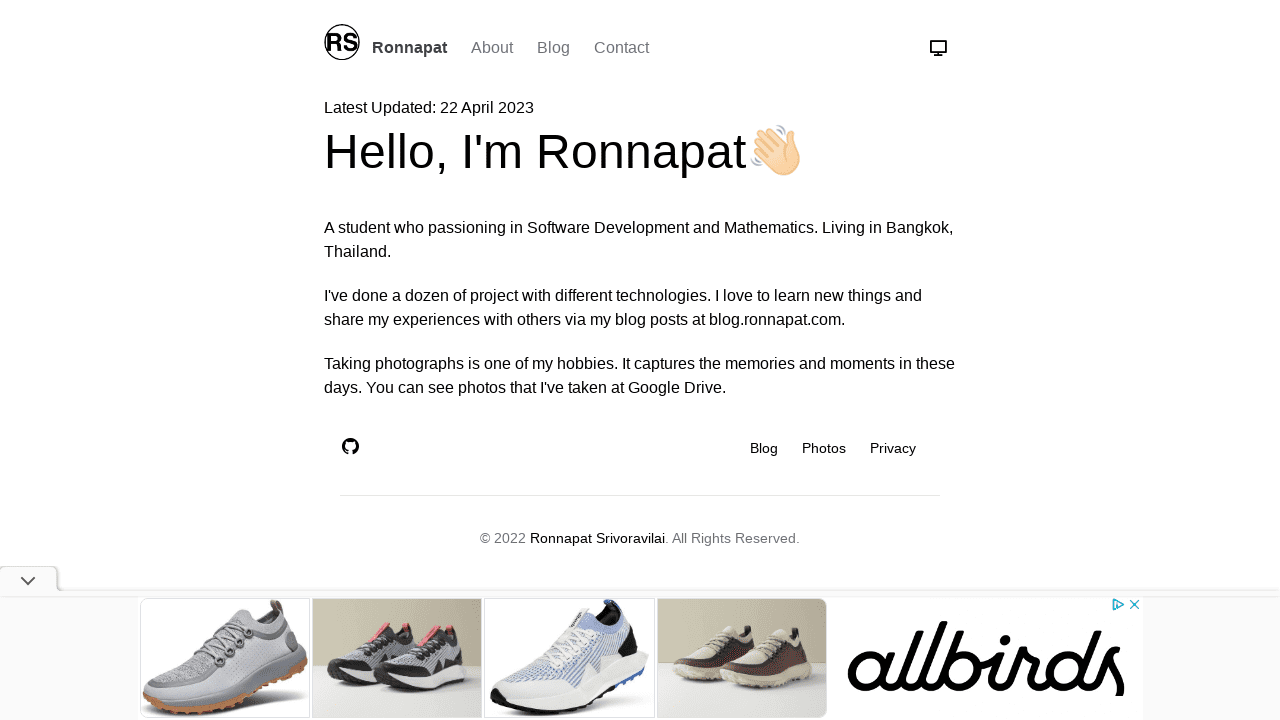 RS Ronnapat About Blog Contact
Latest Updated: 22 April 2023
Hello, I'm Ronnapat👋🏻
A student who passioning in Software Development and Mathematics. Living in Bangkok,
Thailand.
I've done a dozen of project with different technologies. I love to learn new things and
share my experiences with others via my blog posts at blog.ronnapat.com.
Taking photographs is one of my hobbies. It captures the memories and moments in these
days. You can see photos that I've taken at Google Drive.
Blog Photos Privacy
© 2022 Ronnapat Srivoravilai. All Rights Reserved.
allbirds